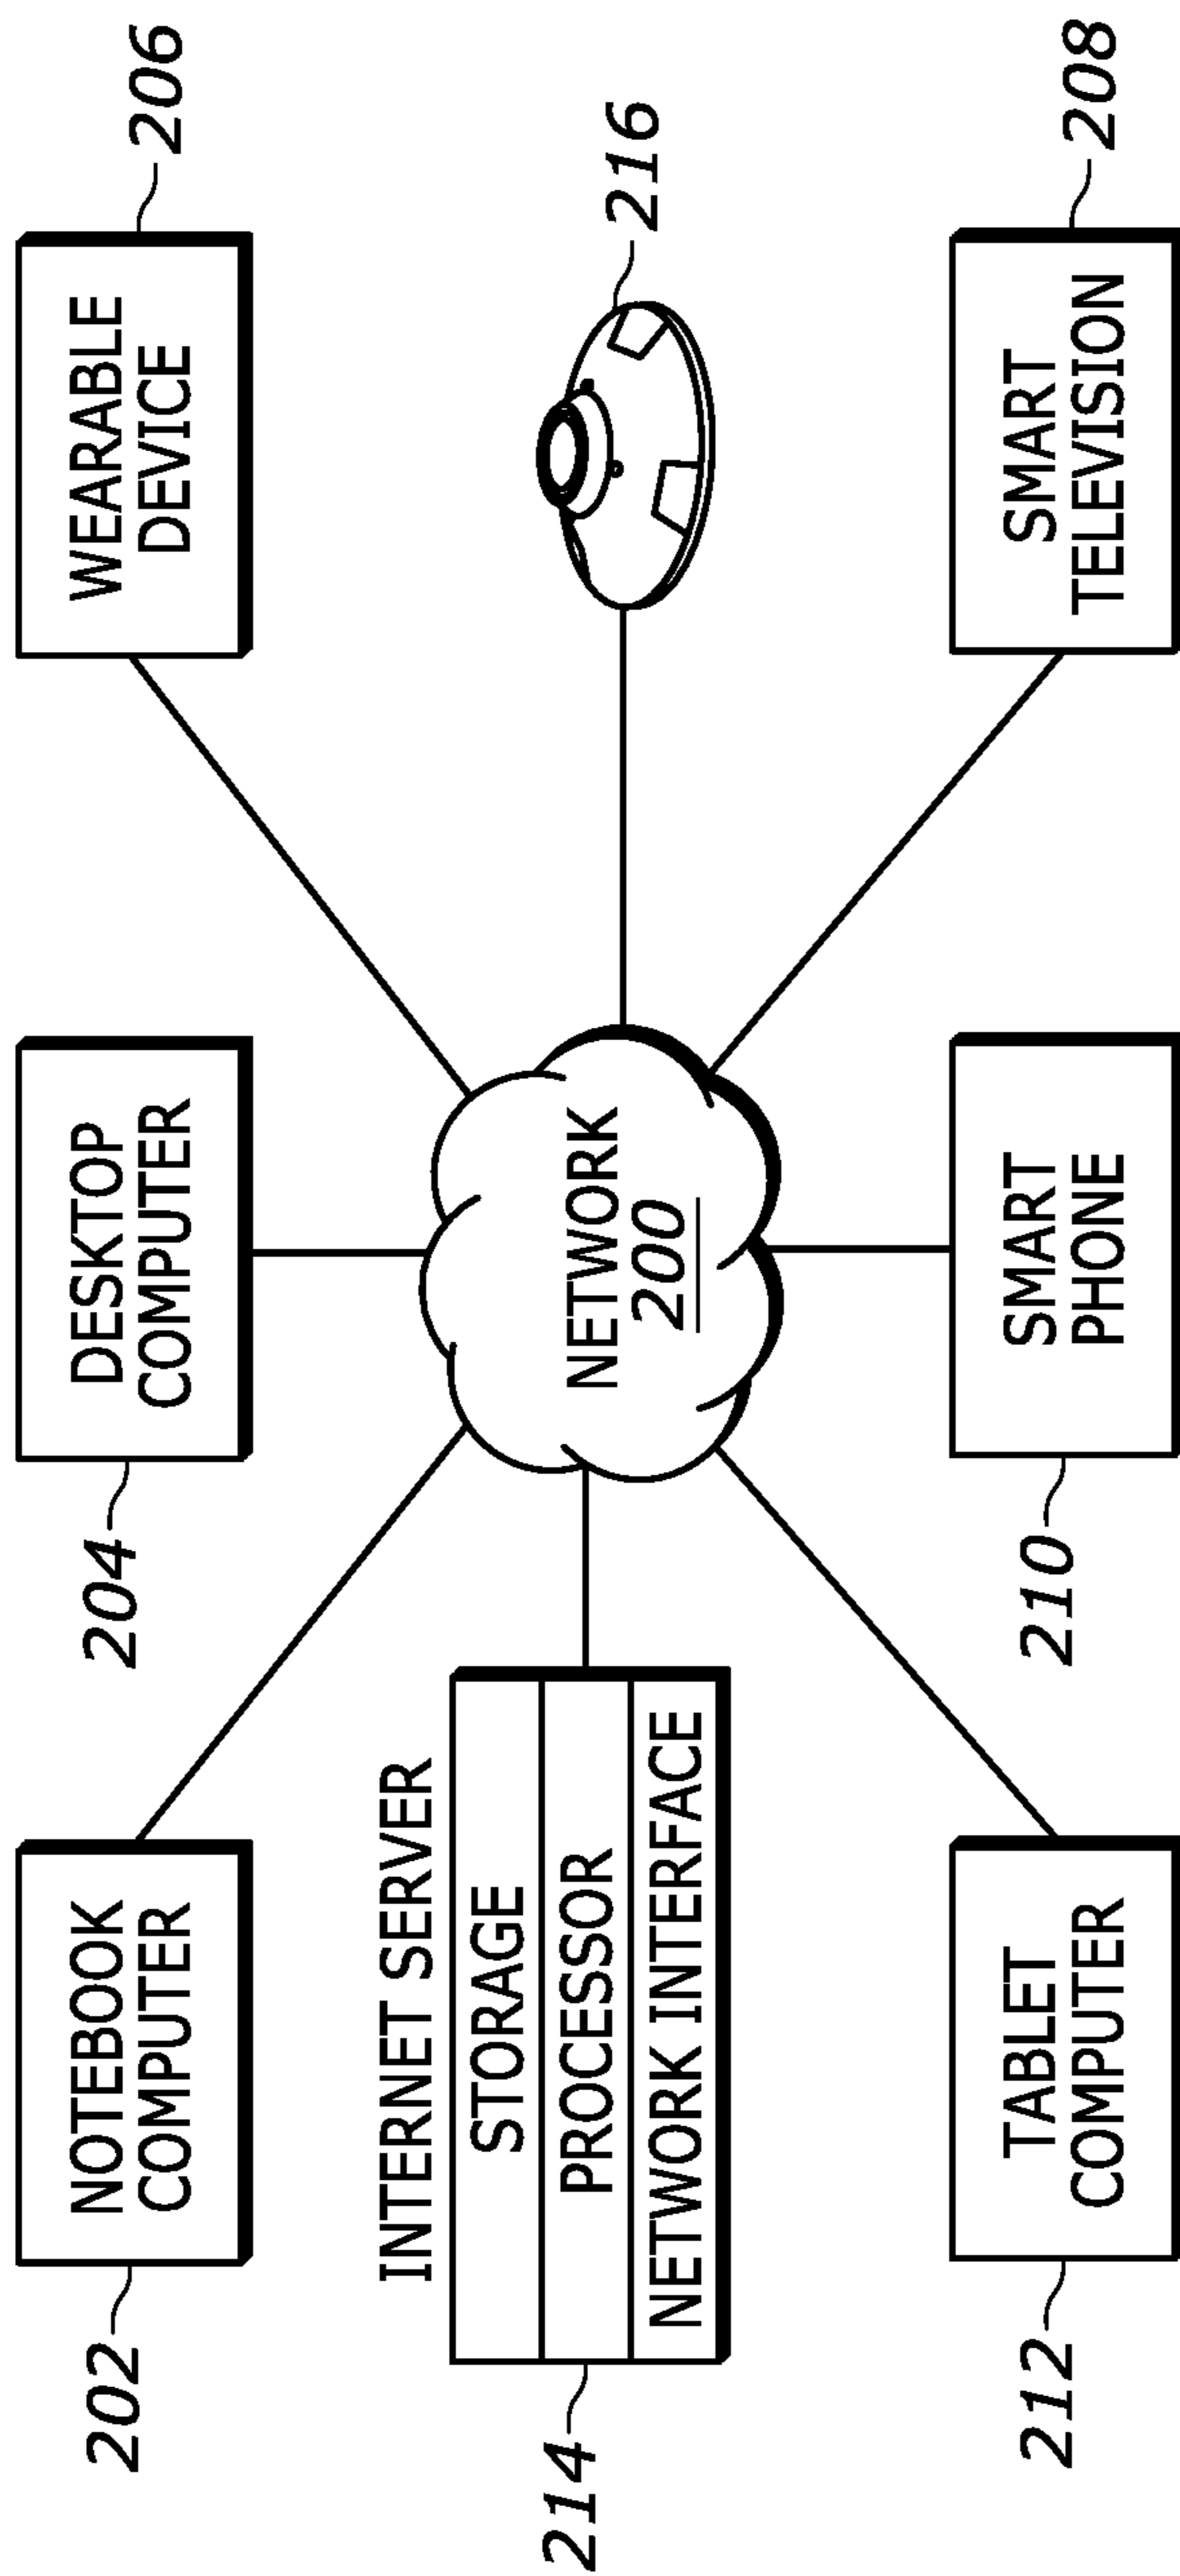 202
NOTEBOOK
COMPUTER
204
DESKTOP
COMPUTER
WEARABLE
DEVICE
206
INTERNET SERVER
214
STORAGE
PROCESSOR
NETWORK INTERFACE
NETWORK
200
216
212
TABLET
COMPUTER
210
SMART
PHONE
SMART
TELEVISION
208